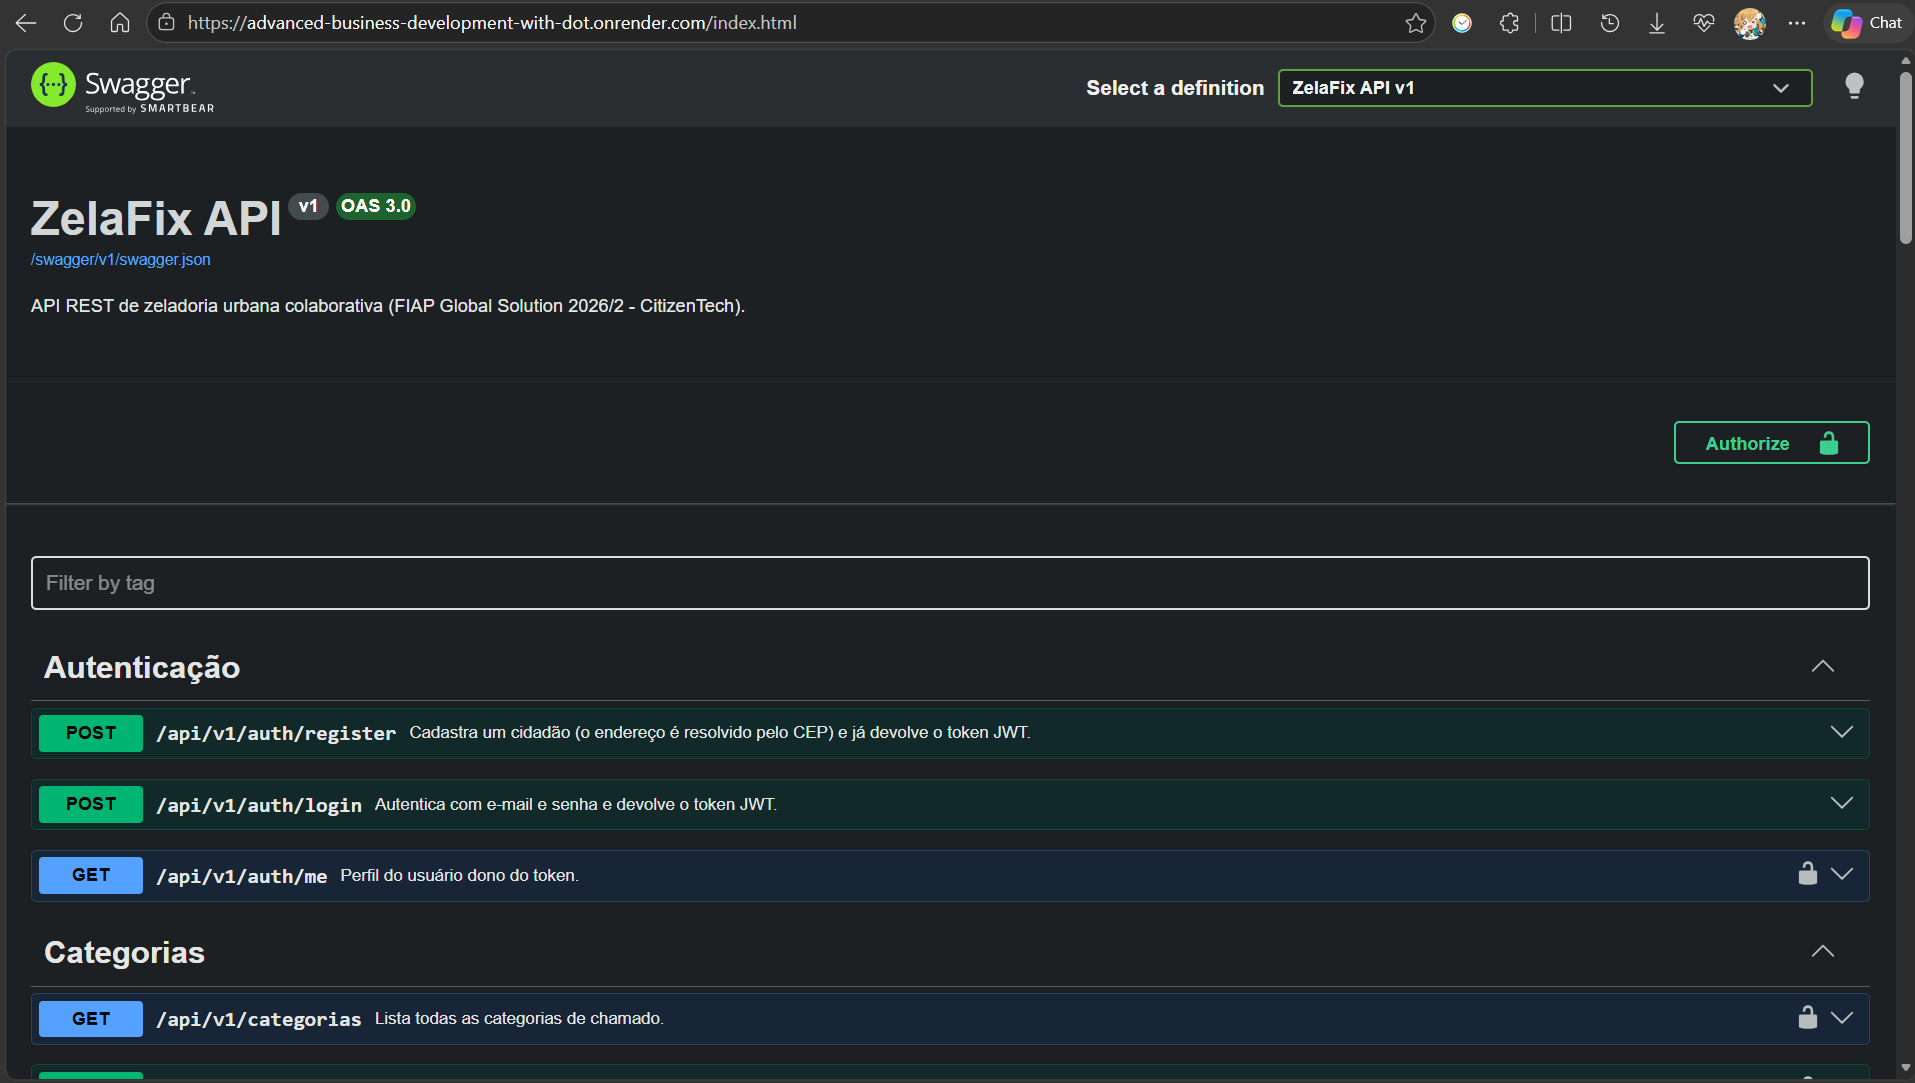 https://advanced-business-development-with-dot.onrender.com/index.html
Chat
Swagger
Supported by SMARTBEAR
Select a definition
ZelaFix API v1
ZelaFix API v1 OAS 3.0
/swagger/v1/swagger.json
API REST de zeladoria urbana colaborativa (FIAP Global Solution 2026/2 - CitizenTech).
Authorize
Filter by tag
Autenticação
POST /api/v1/auth/register Cadastra um cidadão (o endereço é resolvido pelo CEP) e já devolve o token JWT.
POST /api/v1/auth/login Autentica com e-mail e senha e devolve o token JWT.
GET /api/v1/auth/me Perfil do usuário dono do token.
Categorias
GET /api/v1/categorias Lista todas as categorias de chamado.